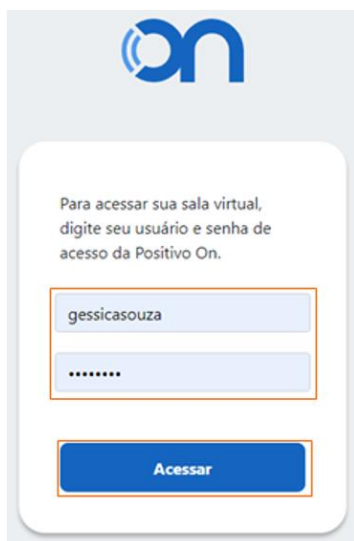 on
Para acessar sua sala virtual,
digite seu usuário e senha de
acesso da Positivo On.
gessicasouza
••••••••
Acessar